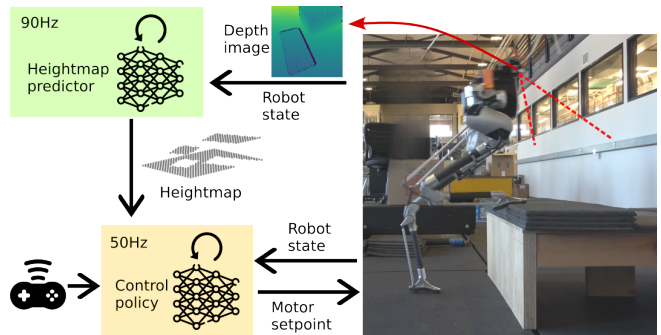 90Hz
Heightmap
predictor
Depth
image
Robot
state
Heightmap
50Hz
Control
policy
Robot
state
Motor
setpoint